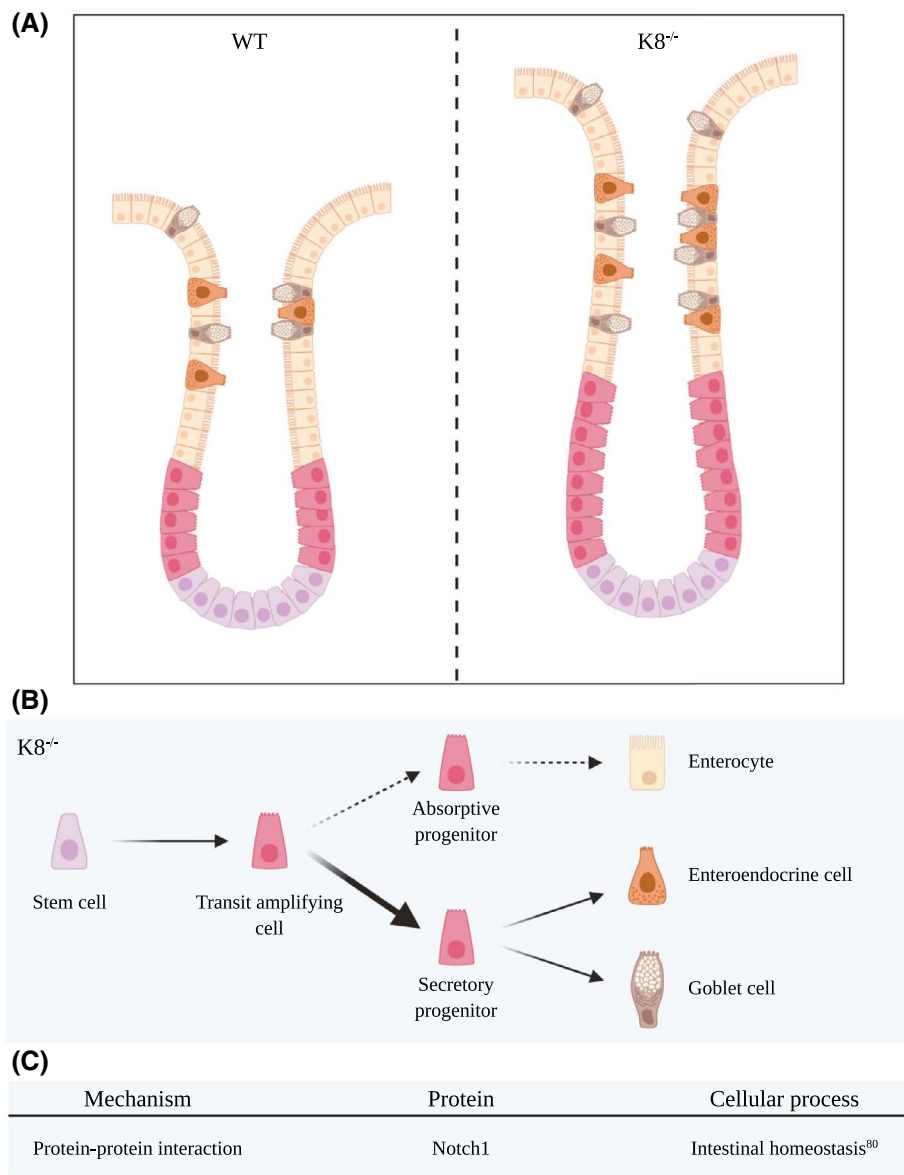 (A)
WT
K8⁻/⁻
(B)
K8⁻/⁻
Stem cell
Transit amplifying
cell
Absorptive
progenitor
Secretory
progenitor
Enterocyte
Enteroendocrine cell
Goblet cell
(C)
Mechanism Protein Cellular process
Protein-protein interaction Notch1 Intestinal homeostasis⁸⁰